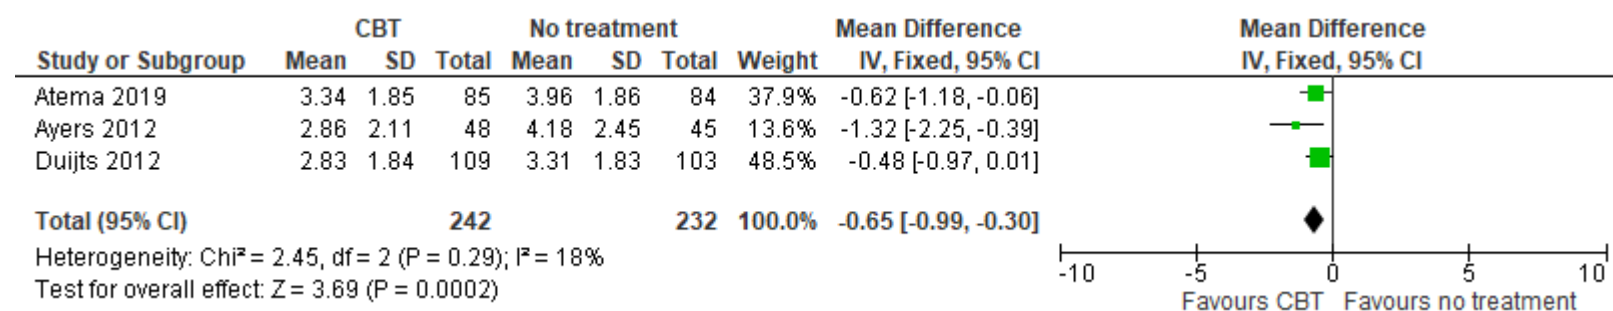 CBT No treatment Mean Difference Mean Difference
Study or Subgroup Mean SD Total Mean SD Total Weight IV, Fixed, 95% CI IV, Fixed, 95% CI
Atema 2019 3.34 1.85 85 3.96 1.86 84 37.9% -0.62 [-1.18, -0.06]
Ayers 2012 2.86 2.11 48 4.18 2.45 45 13.6% -1.32 [-2.25, -0.39]
Duijts 2012 2.83 1.84 109 3.31 1.83 103 48.5% -0.48 [-0.97, 0.01]
Total (95% CI) 242 232 100.0% -0.65 [-0.99, -0.30]
Heterogeneity: Chi² = 2.45, df = 2 (P = 0.29); I² = 18%
Test for overall effect: Z = 3.69 (P = 0.0002)
-10 -5 0 5 10
Favours CBT Favours no treatment